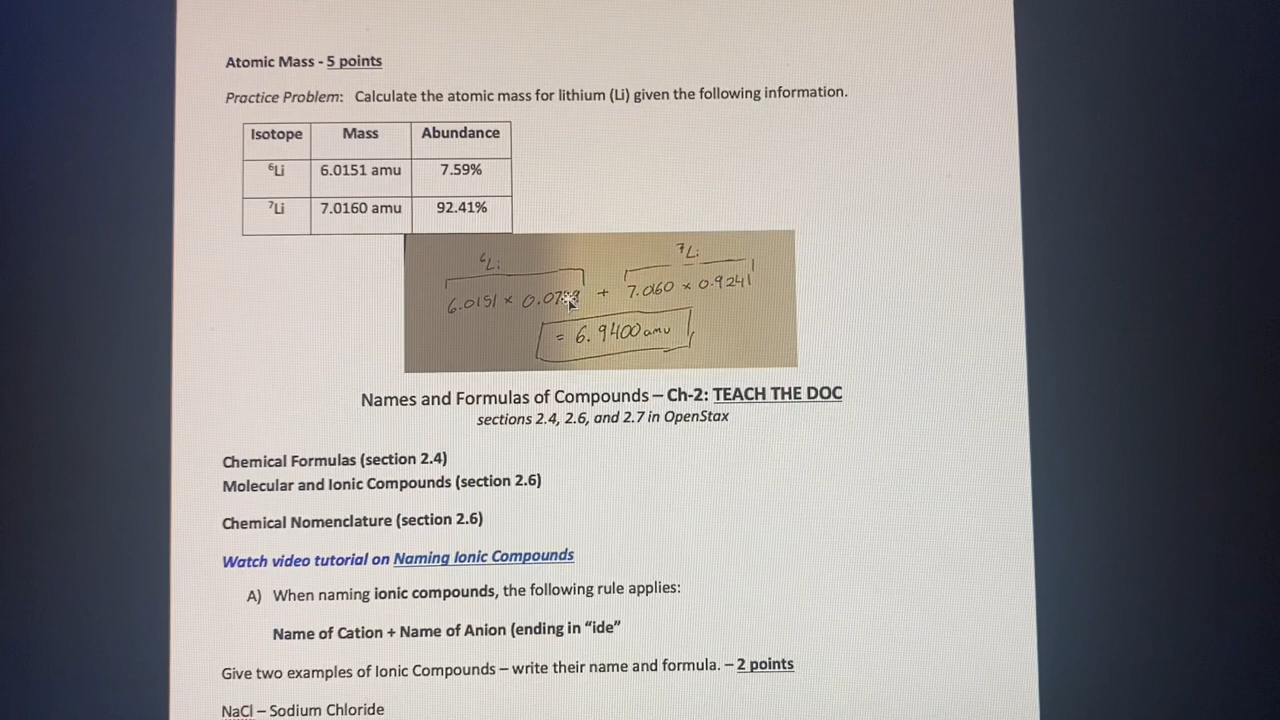 Atomic Mass - 5 points
Practice Problem: Calculate the atomic mass for lithium (Li) given the following information.
Isotope Mass Abundance
⁶Li 6.0151 amu 7.59%
⁷Li 7.0160 amu 92.41%
⁶Li ⁷Li
6.0151 × + 7.0160 × 0.9241
= 6.9400 amu
Names and Formulas of Compounds – Ch-2: TEACH THE DOC
sections 2.4, 2.6, and 2.7 in OpenStax
Chemical Formulas (section 2.4)
Molecular and Ionic Compounds (section 2.6)
Chemical Nomenclature (section 2.6)
Watch video tutorial on Naming Ionic Compounds
A) When naming ionic compounds, the following rule applies:
Name of Cation + Name of Anion (ending in “ide”
Give two examples of Ionic Compounds – write their name and formula. – 2 points
NaCl – Sodium Chloride